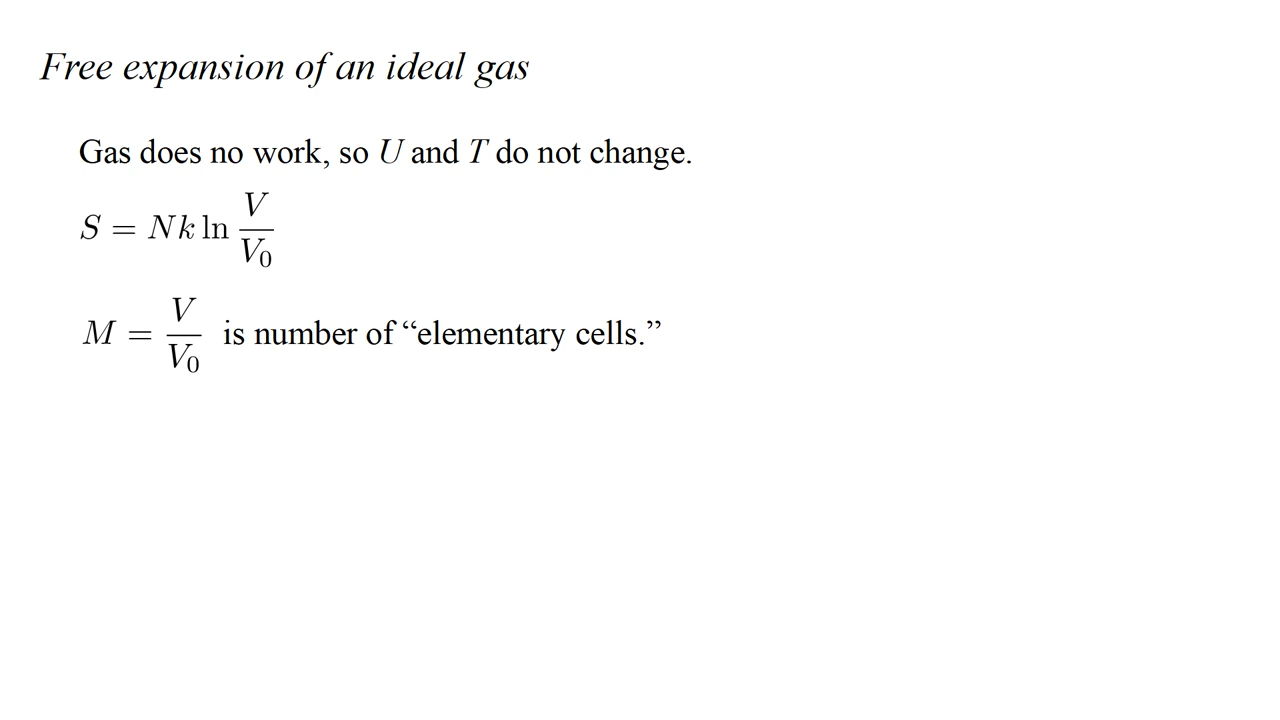 Free expansion of an ideal gas
Gas does no work, so U and T do not change.
S = Nk ln V/V₀
M = V/V₀ is number of “elementary cells.”